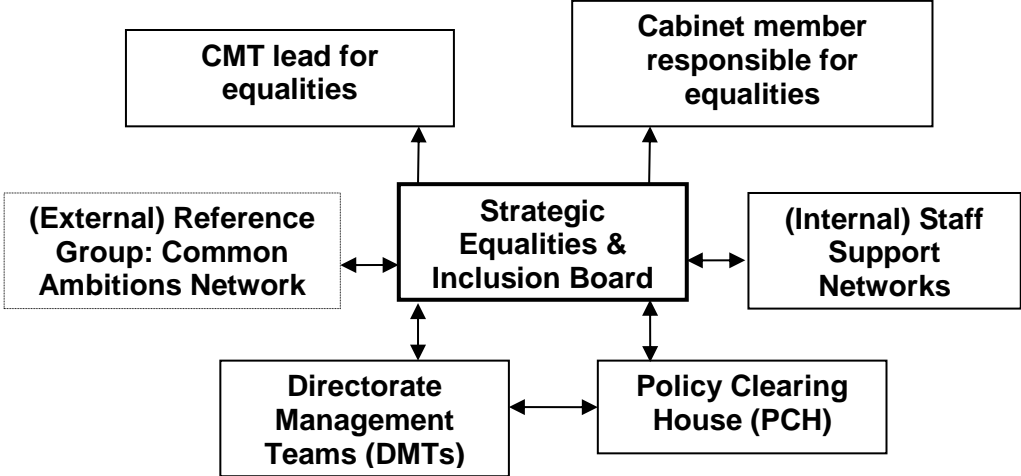 CMT lead for
equalities
Cabinet member
responsible for
equalities
(External) Reference
Group: Common
Ambitions Network
Strategic
Equalities &
Inclusion Board
(Internal) Staff
Support
Networks
Directorate
Management
Teams (DMTs)
Policy Clearing
House (PCH)